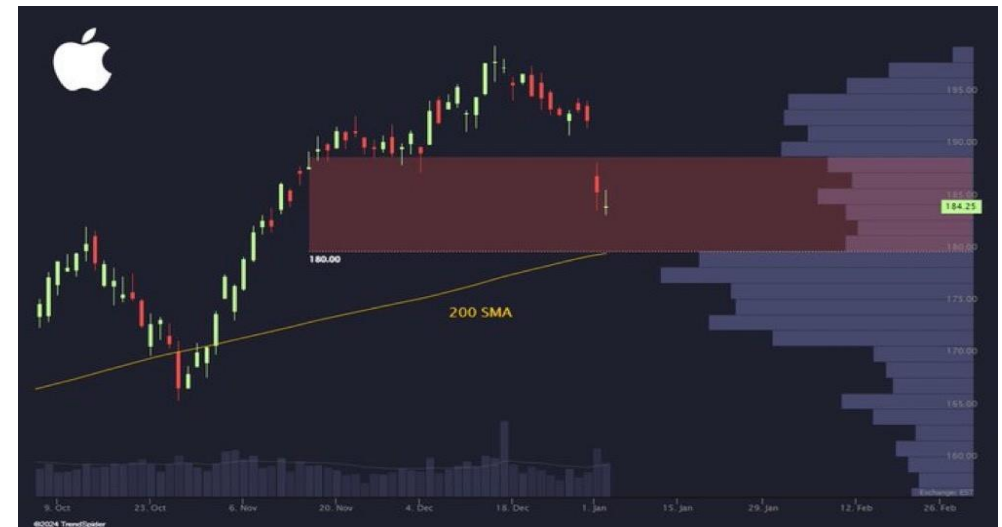 195.00
190.00
185.00
184.25
180.00
180.00
200 SMA
175.00
170.00
165.00
160.00
Exchange: EST
9. Oct 23. Oct 6. Nov 20. Nov 4. Dec 18. Dec 1. Jan 15. Jan 29. Jan 12. Feb 26. Feb
©2024 TrendSpider